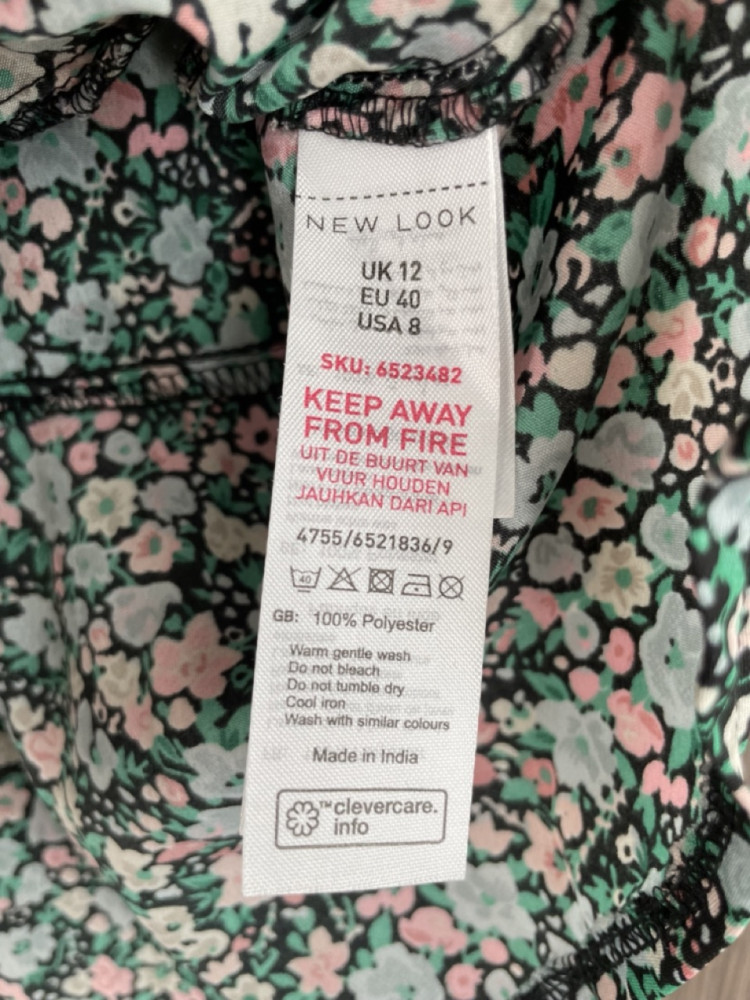 NEW LOOK
UK 12
EU 40
USA 8
SKU: 6523482
KEEP AWAY
FROM FIRE
UIT DE BUURT VAN
VUUR HOUDEN
JAUHKAN DARI API
4755/6521836/9
40
GB: 100% Polyester
Warm gentle wash
Do not bleach
Do not tumble dry
Cool iron
Wash with similar colours
Made in India
™clevercare.
info